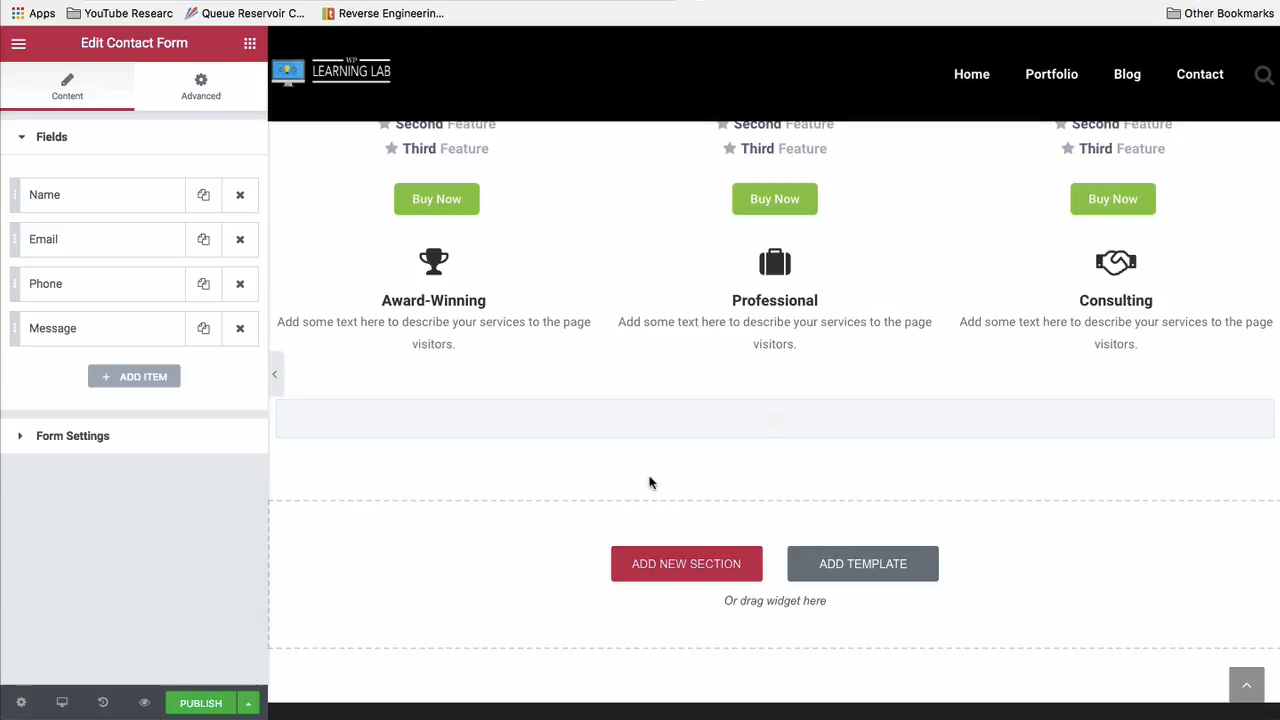 Apps
YouTube Researc
Queue Reservoir C...
Reverse Engineerin...
Other Bookmarks
Edit Contact Form
Content
Advanced
Fields
Name
Email
Phone
Message
ADD ITEM
Form Settings
PUBLISH
WP
LEARNING LAB
Home
Portfolio
Blog
Contact
Second Feature
Second Feature
Second Feature
Third Feature
Third Feature
Third Feature
Buy Now
Buy Now
Buy Now
Award-Winning
Add some text here to describe your services to the page
visitors.
Professional
Add some text here to describe your services to the page
visitors.
Consulting
Add some text here to describe your services to the page
visitors.
ADD NEW SECTION
ADD TEMPLATE
Or drag widget here